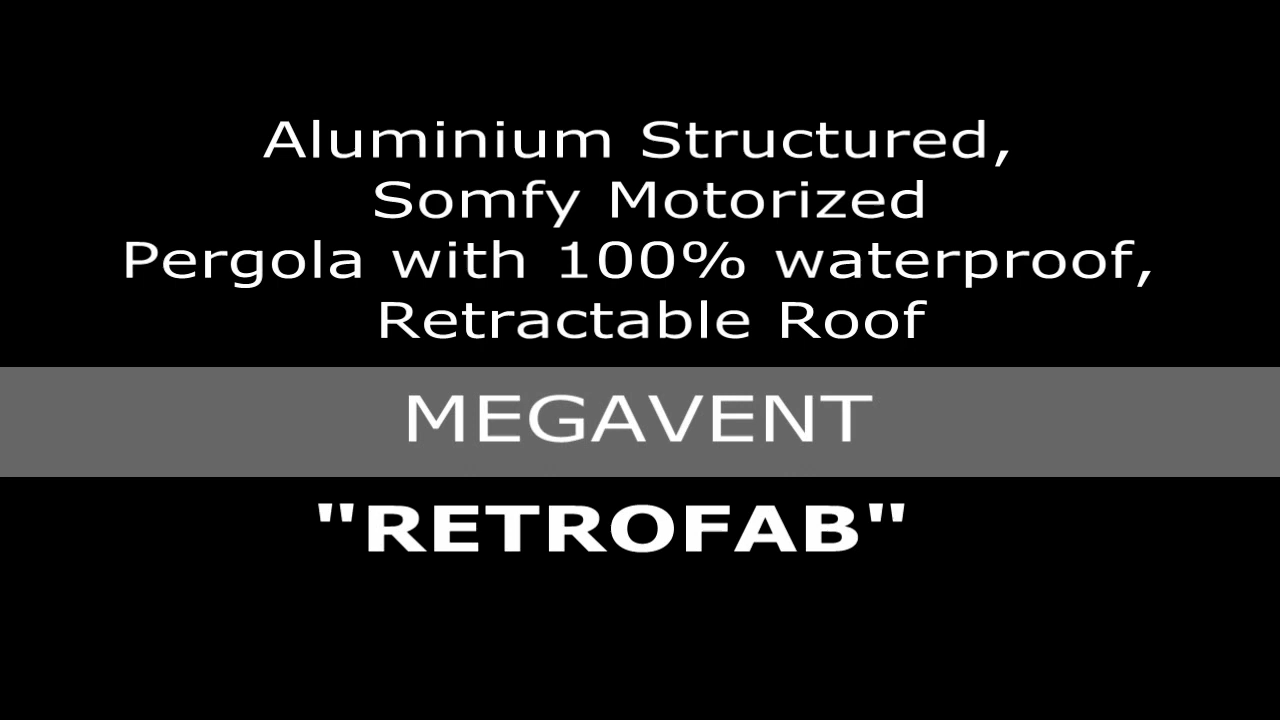 Aluminium Structured,
Somfy Motorized
Pergola with 100% waterproof,
Retractable Roof
MEGAVENT
"RETROFAB"